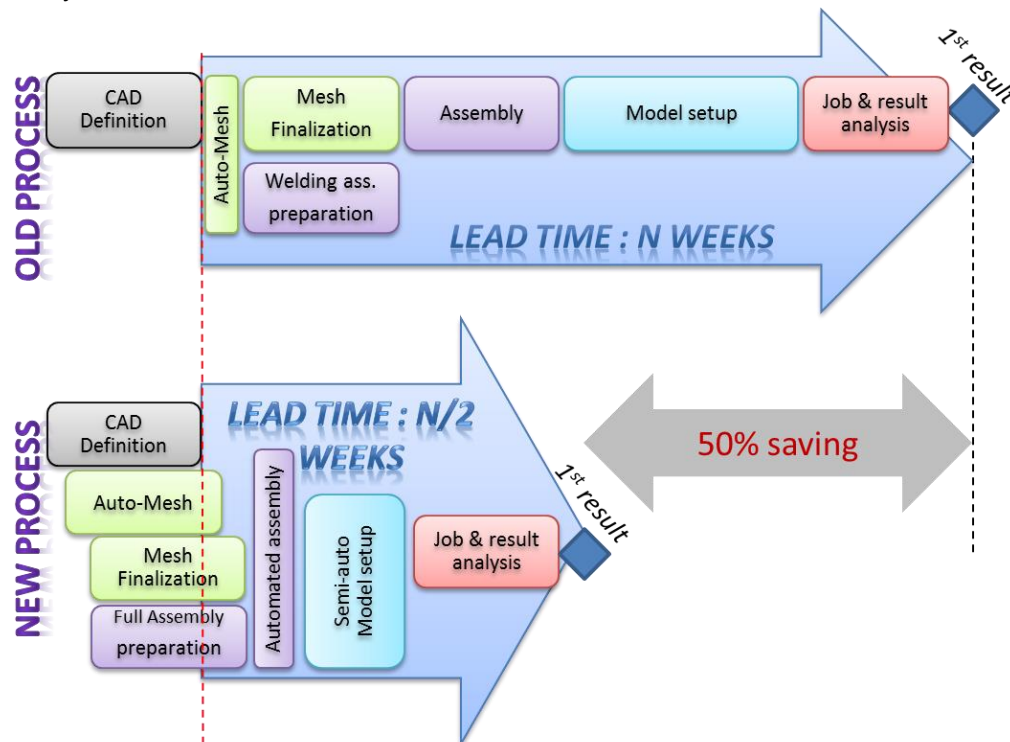 OLD PROCESS
CAD
Definition
Auto-Mesh
Mesh
Finalization
Welding ass.
preparation
Assembly
Model setup
Job & result
analysis
1st result
LEAD TIME : N WEEKS
NEW PROCESS
CAD
Definition
LEAD TIME : N/2
WEEKS
Auto-Mesh
Mesh
Finalization
Full Assembly
preparation
Automated assembly
Semi-auto
Model setup
Job & result
analysis
1st result
50% saving